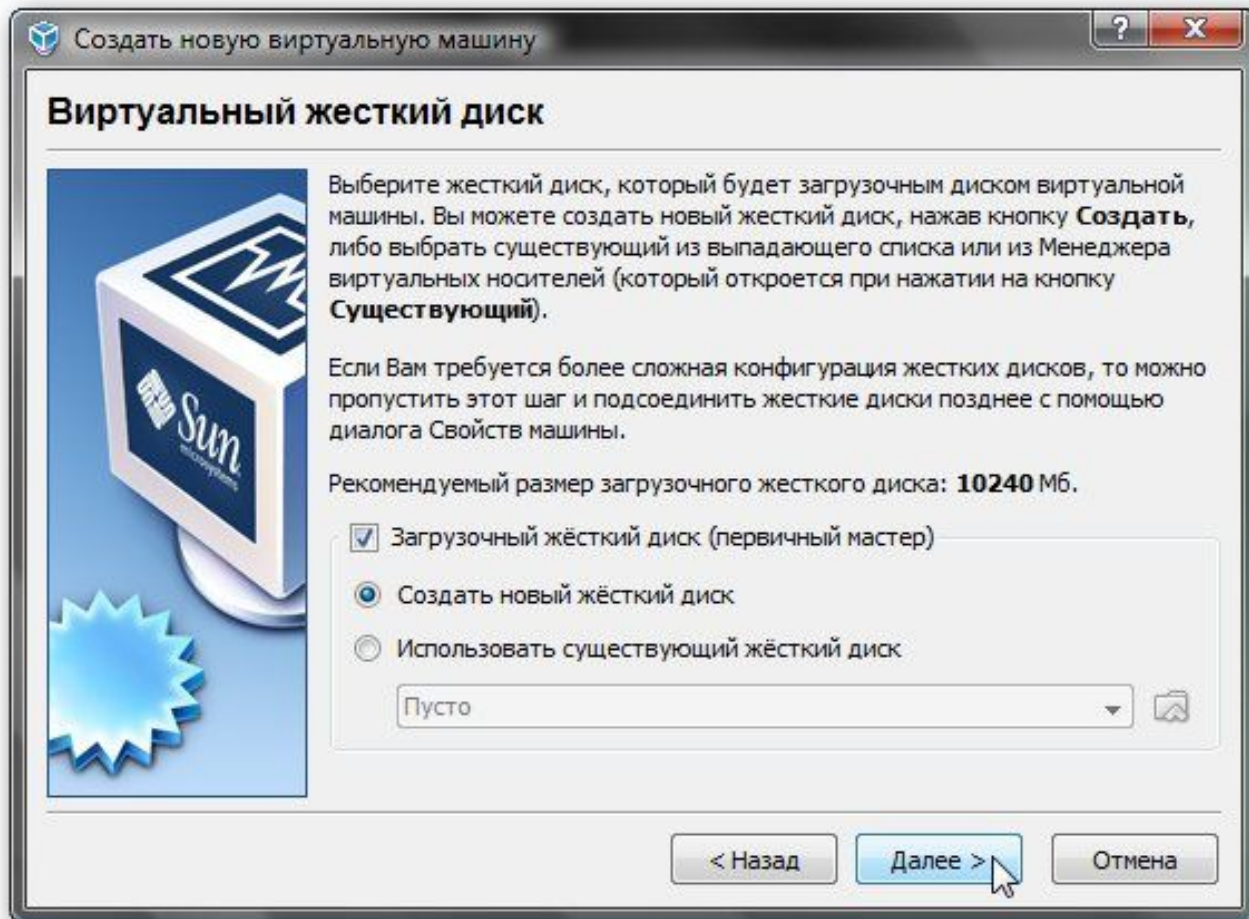 Создать новую виртуальную машину
?
X
Виртуальный жесткий диск
Выберите жесткий диск, который будет загрузочным диском виртуальной
машины. Вы можете создать новый жесткий диск, нажав кнопку Создать,
либо выбрать существующий из выпадающего списка или из Менеджера
виртуальных носителей (который откроется при нажатии на кнопку
Существующий).
Если Вам требуется более сложная конфигурация жестких дисков, то можно
пропустить этот шаг и подсоединить жесткие диски позднее с помощью
диалога Свойств машины.
Рекомендуемый размер загрузочного жесткого диска: 10240 Мб.
Sun
microsystems
Загрузочный жёсткий диск (первичный мастер)
Создать новый жёсткий диск
Использовать существующий жёсткий диск
Пусто
< Назад
Далее >
Отмена